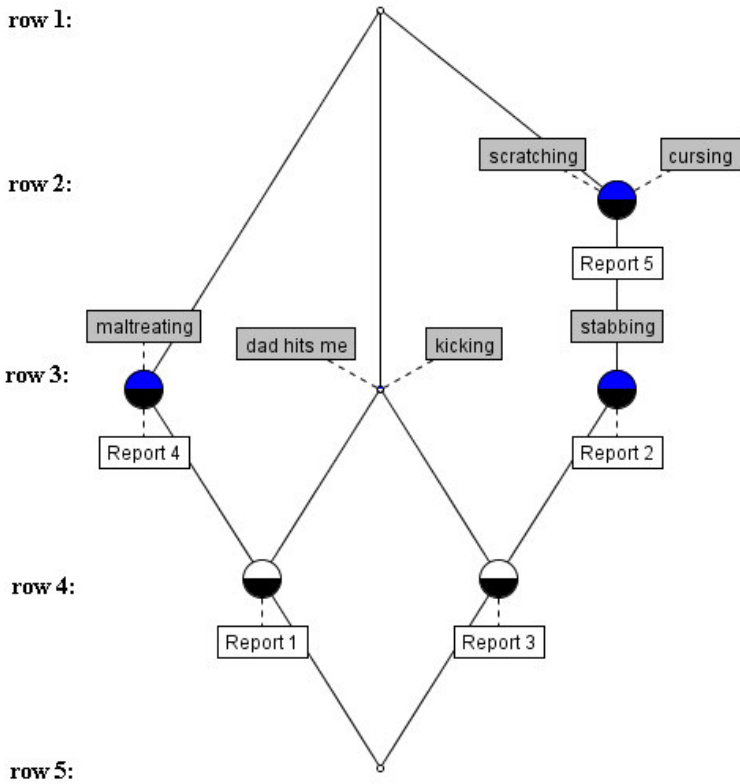 row 1:
scratching
cursing
row 2:
Report 5
maltreating
stabbing
dad hits me
kicking
row 3:
Report 4
Report 2
row 4:
Report 1
Report 3
row 5: